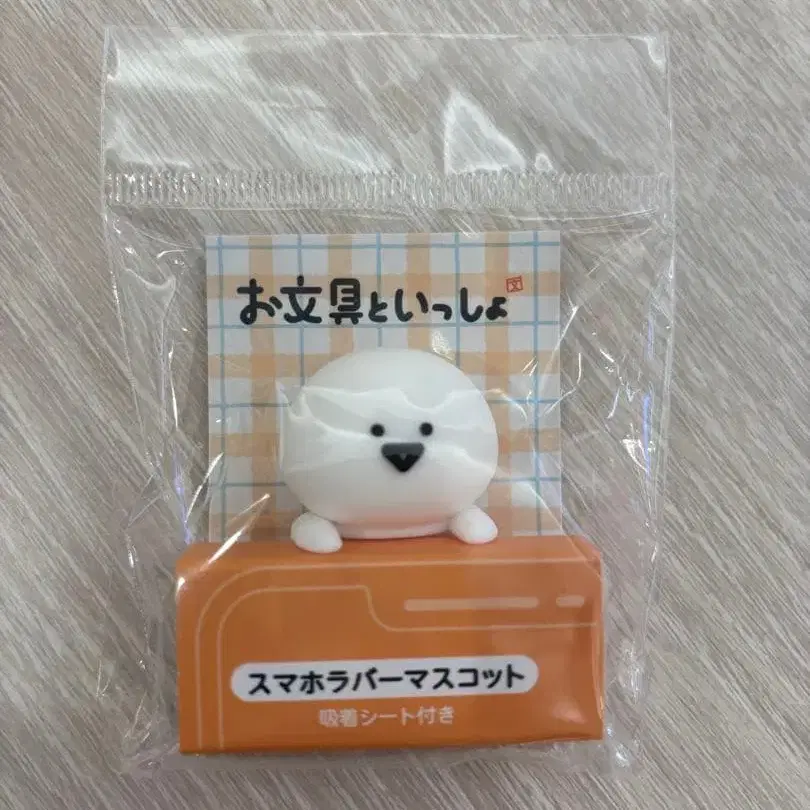 お文具といっしょ
文
スマホラバーマスコット
吸着シート付き